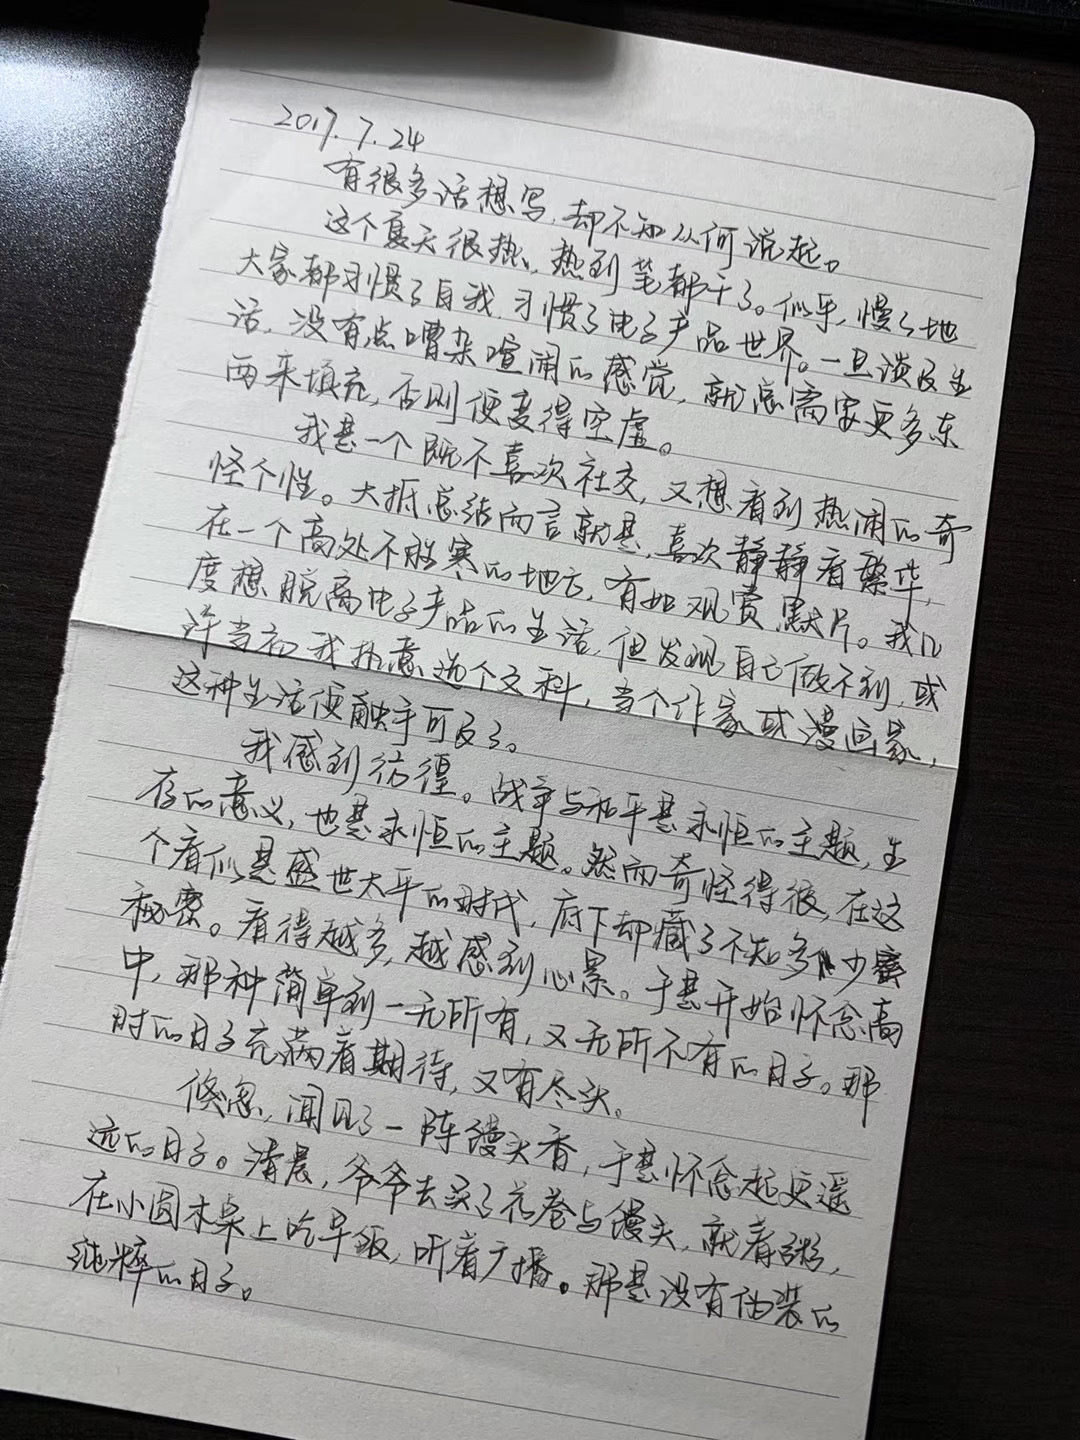 2017.7.24
有很多话想写,却不知从何说起。
这个夏天很热,热到笔都干了。似乎,慢慢地
大家都习惯了自我,习惯了电子产品世界。一旦谈及生
活,没有点嘈杂喧闹的感觉,就总需要更多东
西来填充,否则便变得空虚。
我是一个既不喜欢社交,又想看到热闹的奇
怪个性。大抵总结而言就是,喜欢静静看繁华,
在一个高处不胜寒的地方,有如观赏默片。我几
度想脱离电子产品的生活,但发现自己做不到,或
许当初我执意选个文科,当个作家或漫画家,
这种生活便触手可及了。
我感到彷徨。战争与和平是永恒的主题,生
存的意义,也是永恒的主题。然而奇怪得很,在这
个看似是盛世太平的时代,底下却藏了不知多少蜜
秘密。看得越多,越感到心累。于是开始怀念高
中,那种简单到一无所有,又无所不有的日子。那
时的日子充满着期待,又有尽头。
倏忽,闻见了一阵馒头香,于是怀念起更遥
远的日子。清晨,爷爷去买了花卷与馒头,就着粥,
在小圆木桌上吃早饭,听着广播。那是没有伪装的
纯粹的日子。